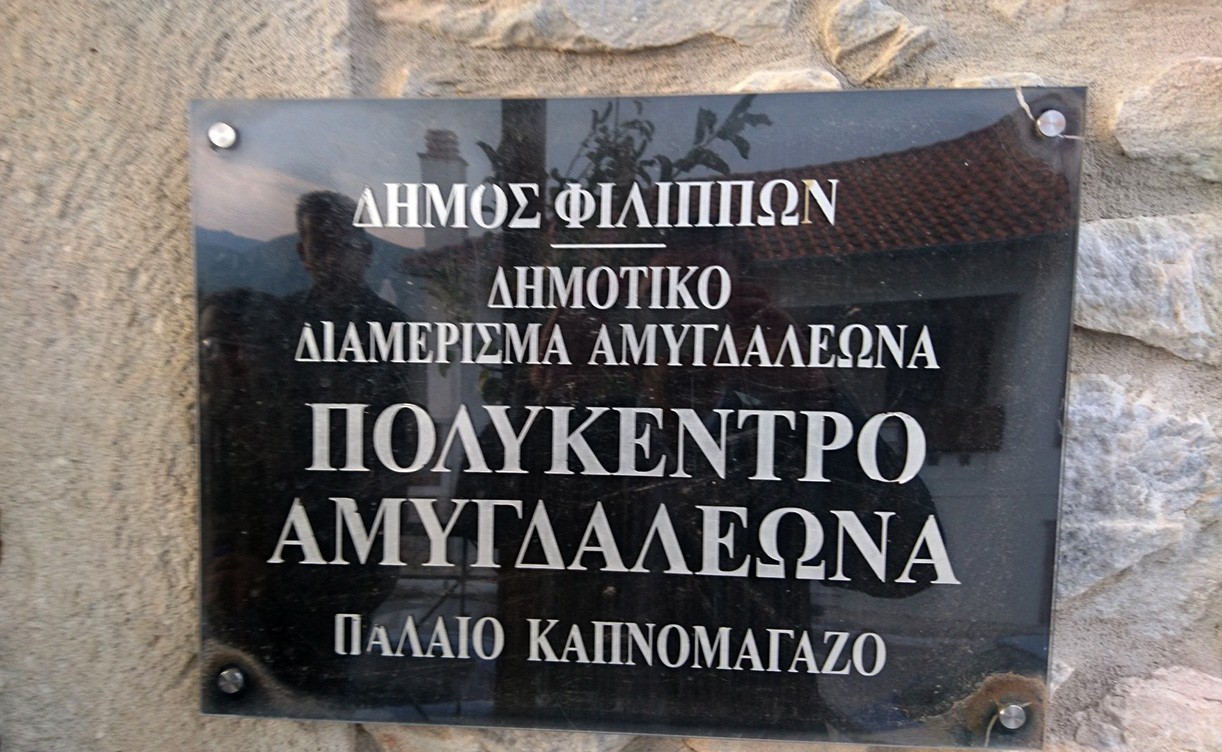 ΔΗΜΟΣ ΦΙΛΙΠΠΩΝ
ΔΗΜΟΤΙΚΟ
ΔΙΑΜΕΡΙΣΜΑ ΑΜΥΓΔΑΛΕΩΝΑ
ΠΟΛΥΚΕΝΤΡΟ
ΑΜΥΓΔΑΛΕΩΝΑ
ΠΑΛΑΙΟ ΚΑΠΝΟΜΑΓΑΖΟ